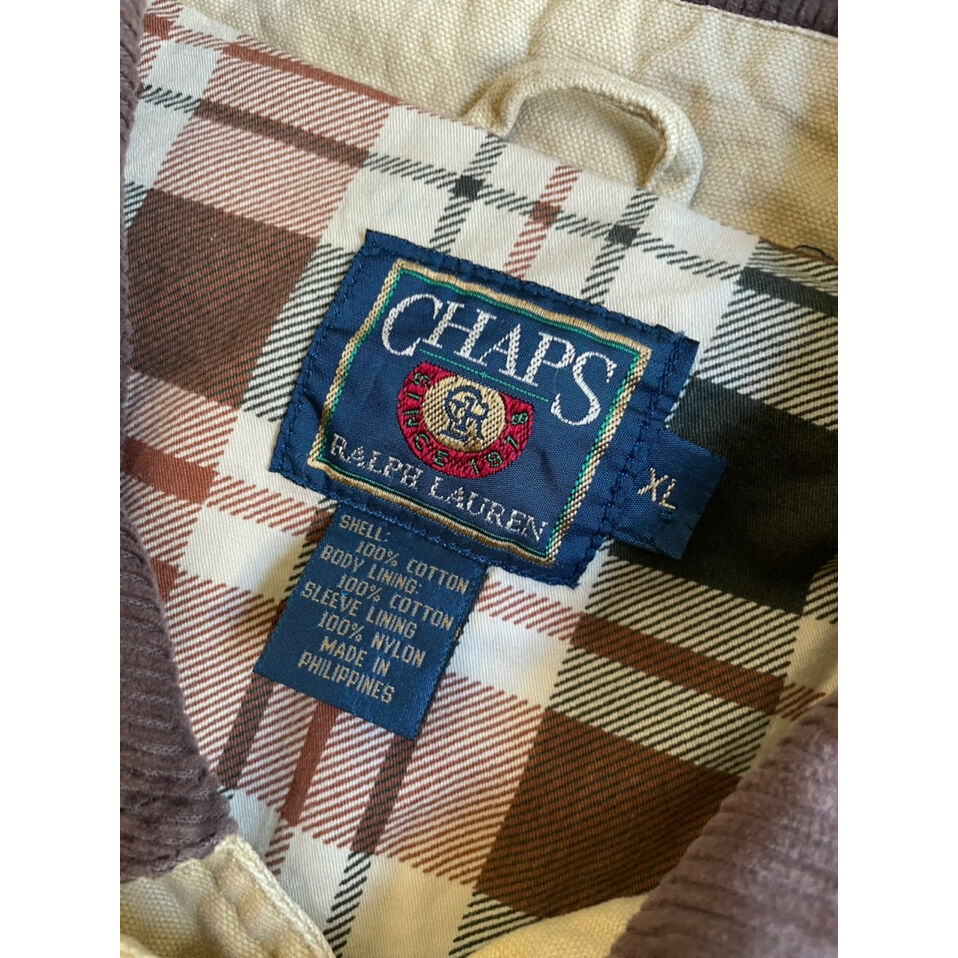 CHAPS
SINCE 1978
RALPH LAUREN
XL
SHELL:
100% COTTON
BODY LINING:
100% COTTON
SLEEVE LINING
100% NYLON
MADE IN
PHILIPPINES